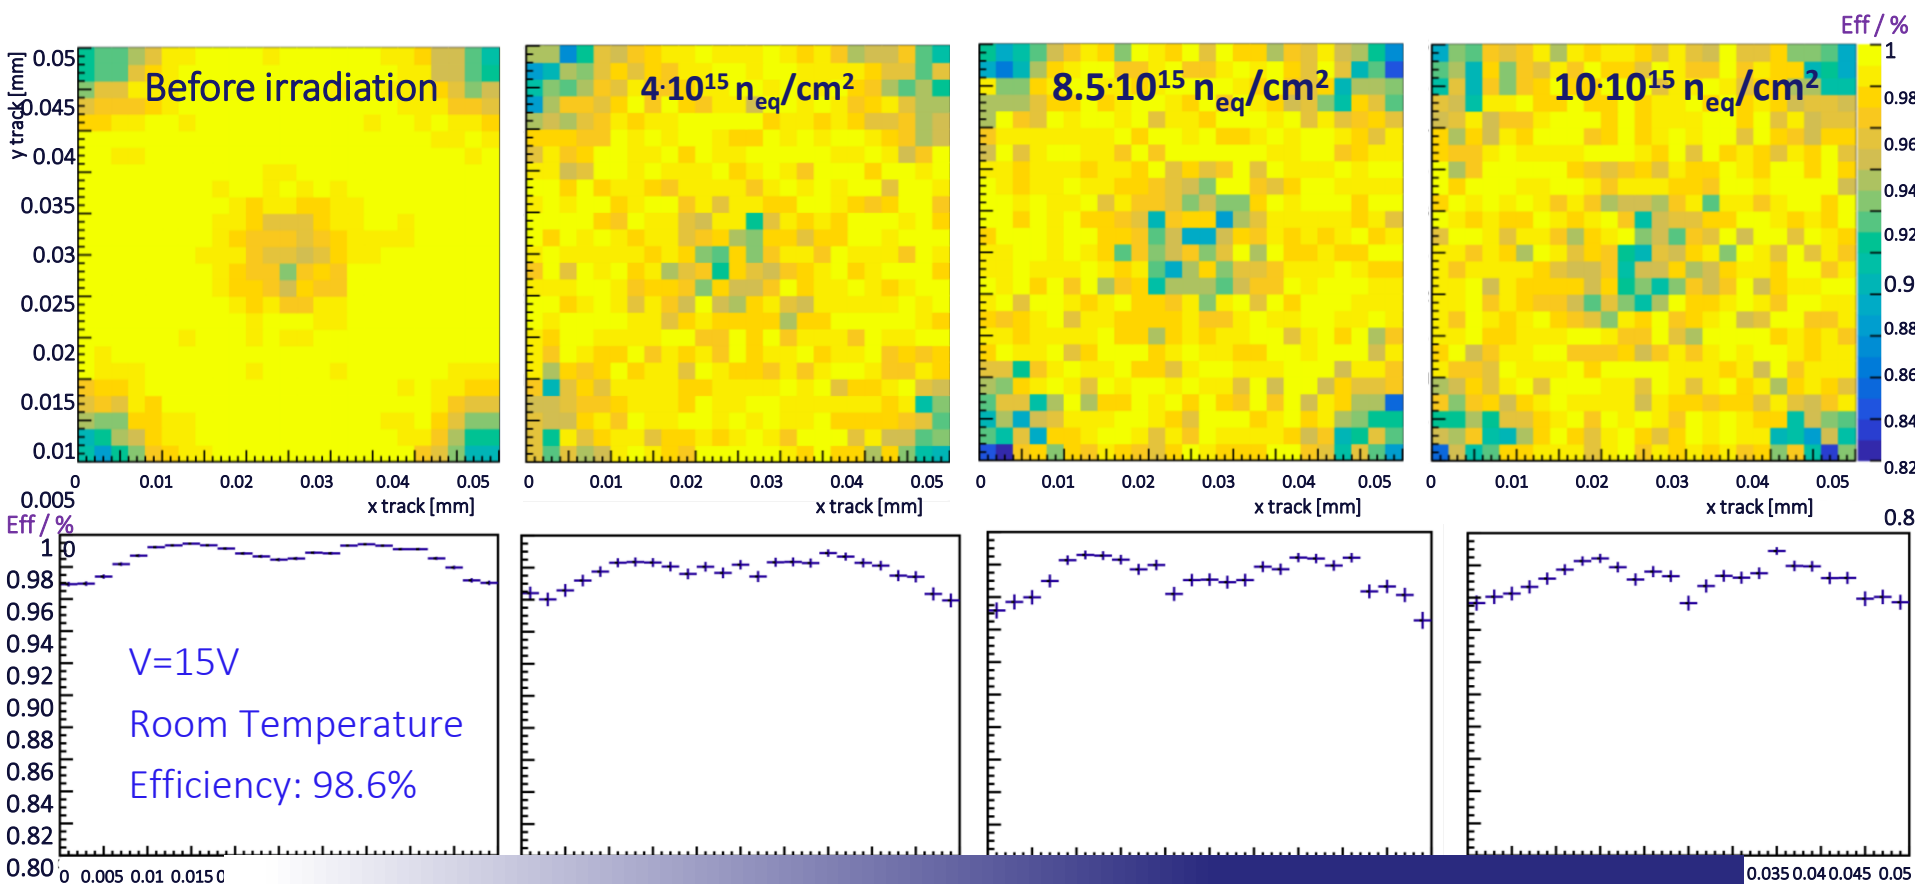 Eff / %
Before irradiation
4·10¹⁵ n_eq/cm²
8.5·10¹⁵ n_eq/cm²
10·10¹⁵ n_eq/cm²
y track [mm]
0.05
0.045
0.04
0.035
0.03
0.025
0.02
0.015
0.01
0.005
1
0.98
0.96
0.94
0.92
0.9
0.88
0.86
0.84
0.82
0.8
0 0.01 0.02 0.03 0.04 0.05
x track [mm]
0 0.01 0.02 0.03 0.04 0.05
x track [mm]
0 0.01 0.02 0.03 0.04 0.05
x track [mm]
0 0.01 0.02 0.03 0.04 0.05
x track [mm]
Eff / %
1 0
0.98
0.96
0.94
0.92
0.90
0.88
0.86
0.84
0.82
0.80
V=15V
Room Temperature
Efficiency: 98.6%
0 0.005 0.01 0.015
0.035 0.04 0.045 0.05